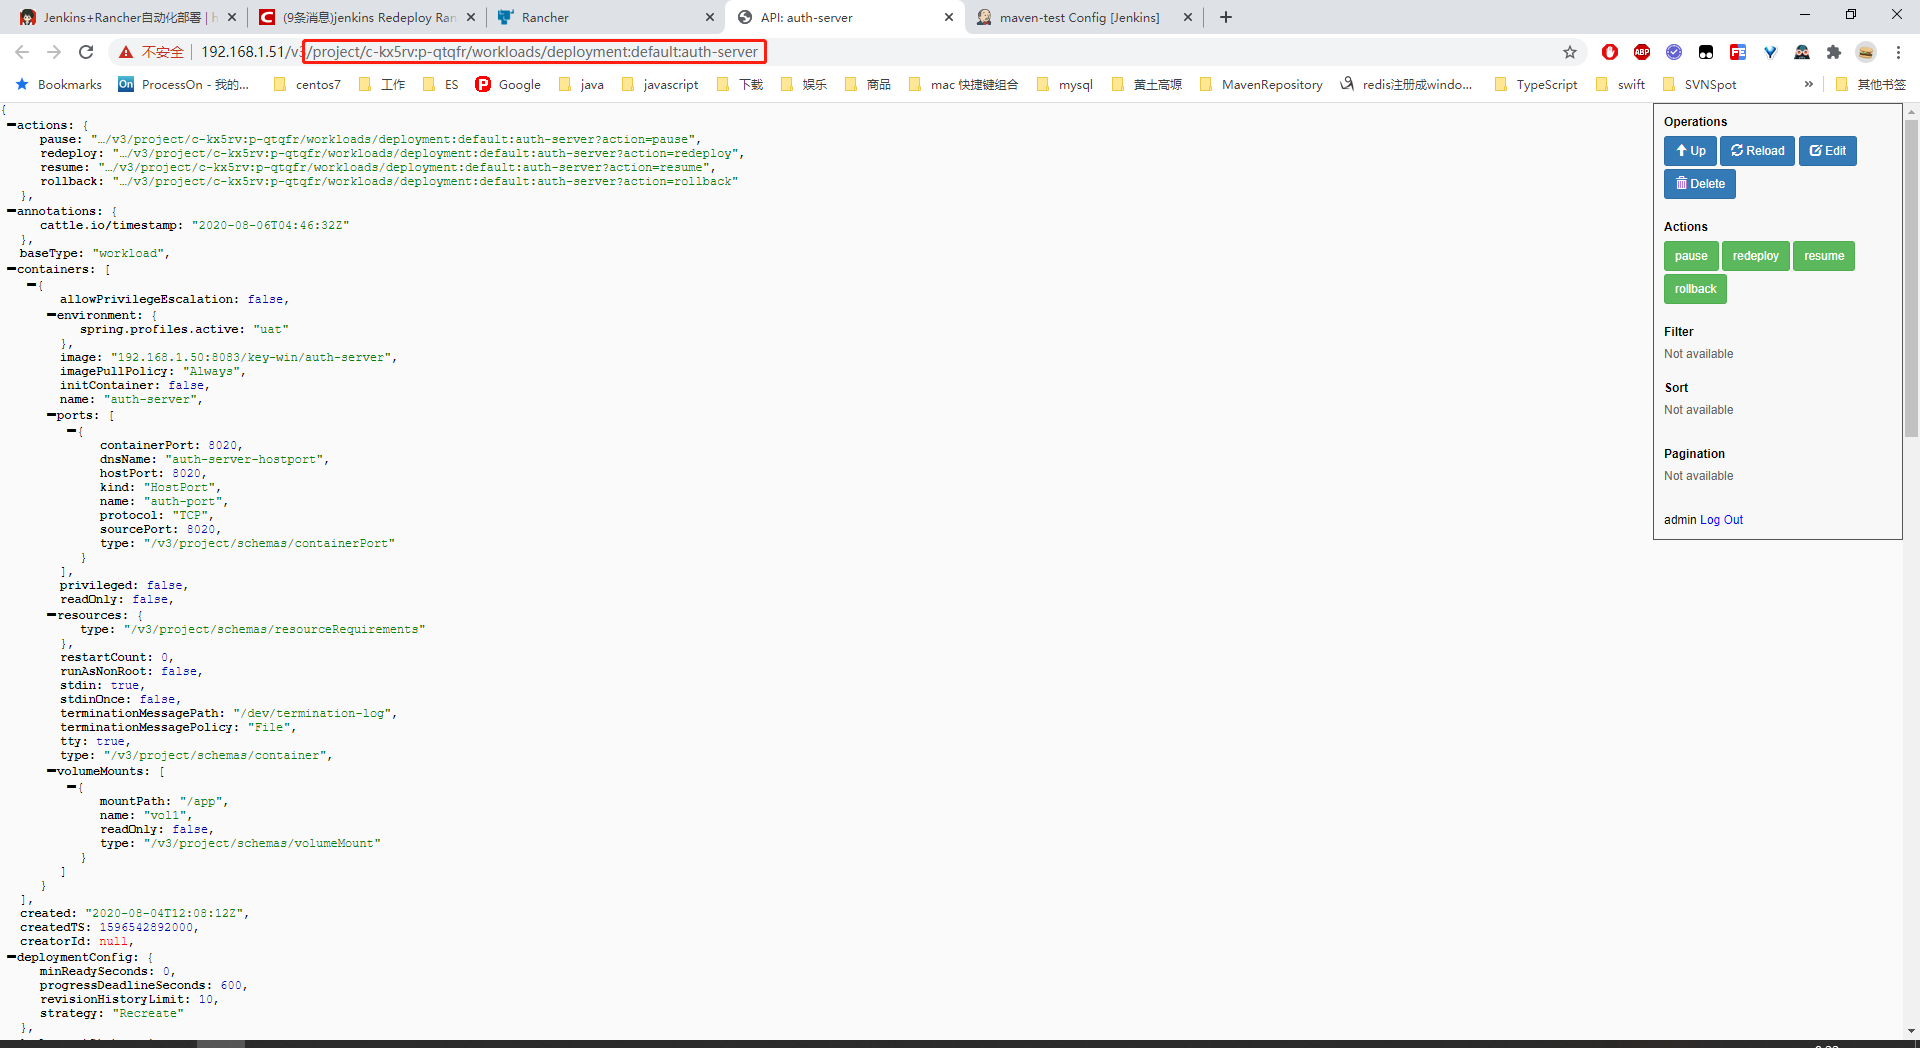 Jenkins+Rancher自动化部署 | h
(9条消息)jenkins Redeploy Ran
Rancher
API: auth-server
maven-test Config [Jenkins]
不安全 192.168.1.51/v3/project/c-kx5rv:p-qtqfr/workloads/deployment:default:auth-server
Bookmarks
ProcessOn - 我的...
centos7
工作
ES
Google
java
javascript
下载
娱乐
商品
mac 快捷键组合
mysql
黄土高塬
MavenRepository
redis注册成windo...
TypeScript
swift
SVNSpot
»
其他书签
{
actions: {
pause: "…/v3/project/c-kx5rv:p-qtqfr/workloads/deployment:default:auth-server?action=pause",
redeploy: "…/v3/project/c-kx5rv:p-qtqfr/workloads/deployment:default:auth-server?action=redeploy",
resume: "…/v3/project/c-kx5rv:p-qtqfr/workloads/deployment:default:auth-server?action=resume",
rollback: "…/v3/project/c-kx5rv:p-qtqfr/workloads/deployment:default:auth-server?action=rollback"
},
annotations: {
cattle.io/timestamp: "2020-08-06T04:46:32Z"
},
baseType: "workload",
containers: [
{
allowPrivilegeEscalation: false,
environment: {
spring.profiles.active: "uat"
},
image: "192.168.1.50:8083/key-win/auth-server",
imagePullPolicy: "Always",
initContainer: false,
name: "auth-server",
ports: [
{
containerPort: 8020,
dnsName: "auth-server-hostport",
hostPort: 8020,
kind: "HostPort",
name: "auth-port",
protocol: "TCP",
sourcePort: 8020,
type: "/v3/project/schemas/containerPort"
}
],
privileged: false,
readOnly: false,
resources: {
type: "/v3/project/schemas/resourceRequirements"
},
restartCount: 0,
runAsNonRoot: false,
stdin: true,
stdinOnce: false,
terminationMessagePath: "/dev/termination-log",
terminationMessagePolicy: "File",
tty: true,
type: "/v3/project/schemas/container",
volumeMounts: [
{
mountPath: "/app",
name: "vol1",
readOnly: false,
type: "/v3/project/schemas/volumeMount"
}
]
}
],
created: "2020-08-04T12:08:12Z",
createdTS: 1596542892000,
creatorId: null,
deploymentConfig: {
minReadySeconds: 0,
progressDeadlineSeconds: 600,
revisionHistoryLimit: 10,
strategy: "Recreate"
},
Operations
Up
Reload
Edit
Delete
Actions
pause
redeploy
resume
rollback
Filter
Not available
Sort
Not available
Pagination
Not available
admin Log Out